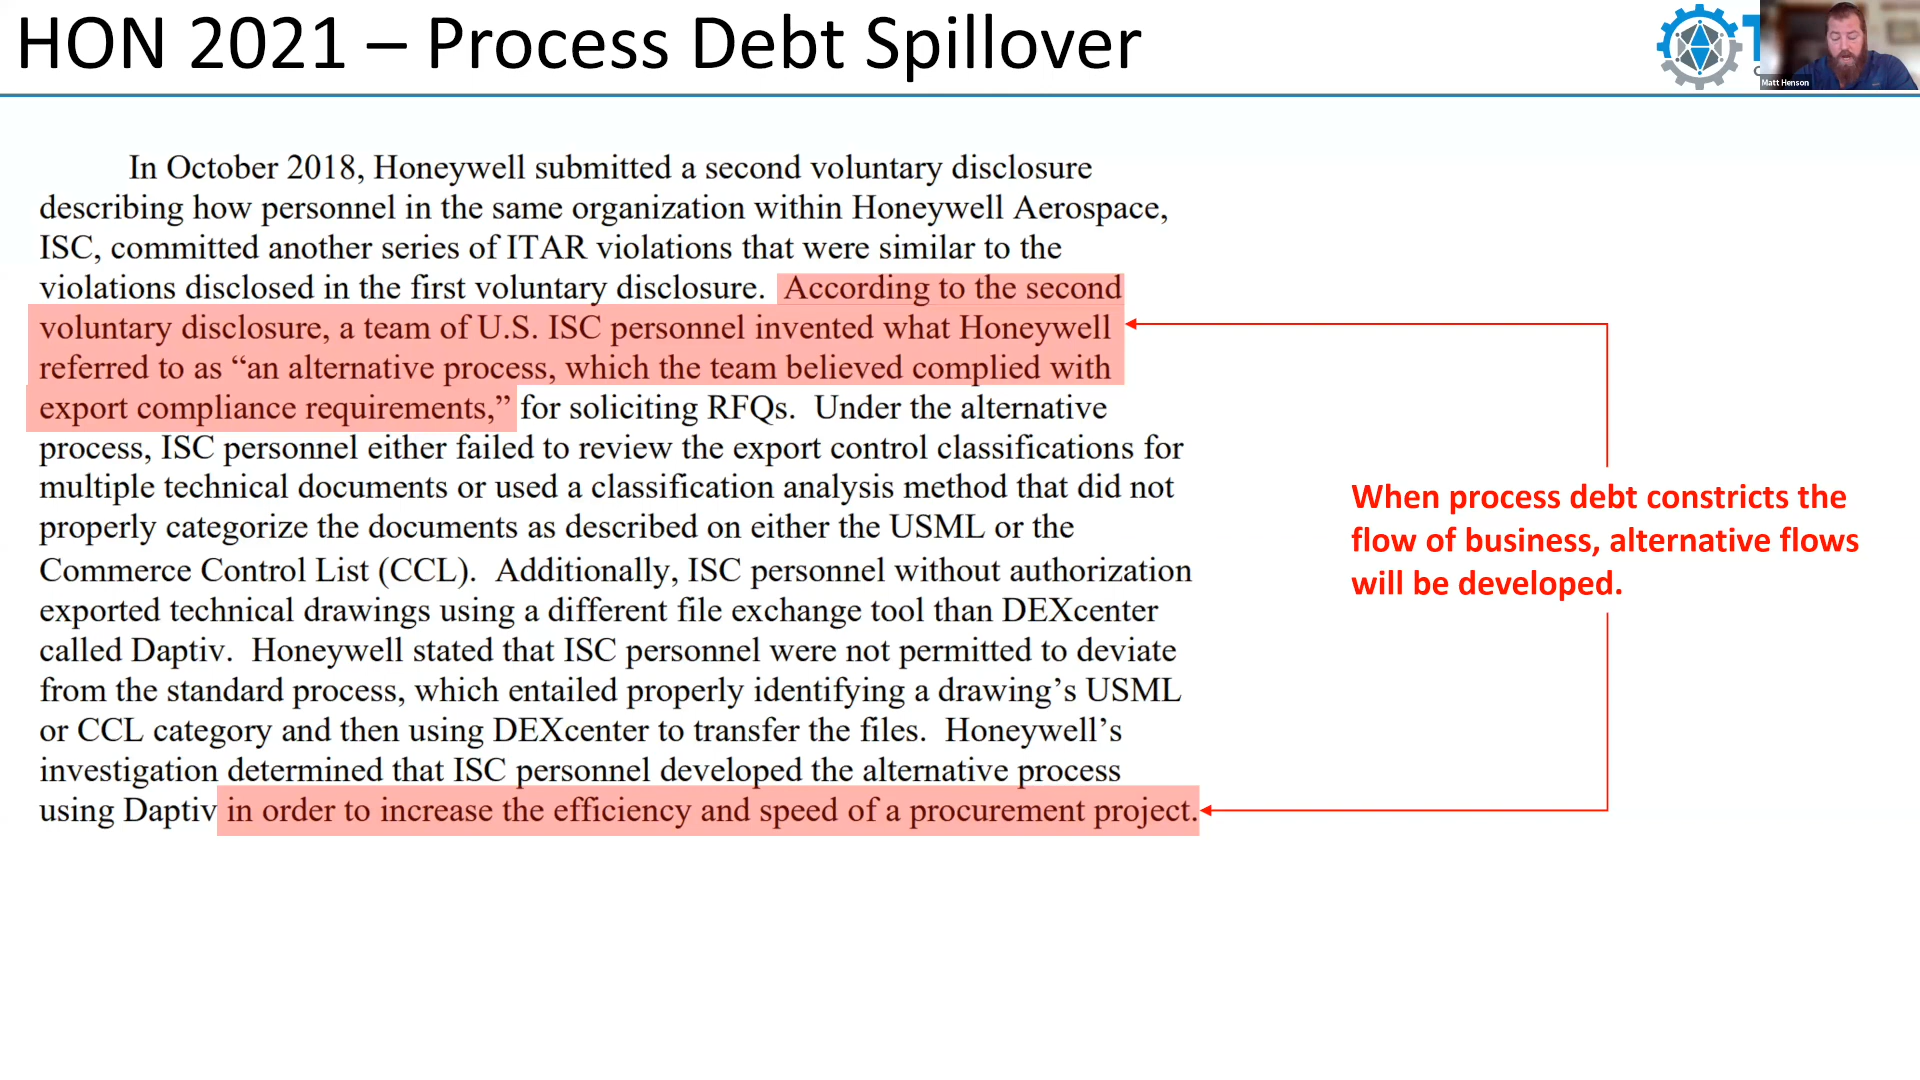 HON 2021 – Process Debt Spillover
Matt Henson
In October 2018, Honeywell submitted a second voluntary disclosure
describing how personnel in the same organization within Honeywell Aerospace,
ISC, committed another series of ITAR violations that were similar to the
violations disclosed in the first voluntary disclosure.  According to the second
voluntary disclosure, a team of U.S. ISC personnel invented what Honeywell
referred to as “an alternative process, which the team believed complied with
export compliance requirements,” for soliciting RFQs.  Under the alternative
process, ISC personnel either failed to review the export control classifications for
multiple technical documents or used a classification analysis method that did not
properly categorize the documents as described on either the USML or the
Commerce Control List (CCL).  Additionally, ISC personnel without authorization
exported technical drawings using a different file exchange tool than DEXcenter
called Daptiv.  Honeywell stated that ISC personnel were not permitted to deviate
from the standard process, which entailed properly identifying a drawing’s USML
or CCL category and then using DEXcenter to transfer the files.  Honeywell’s
investigation determined that ISC personnel developed the alternative process
using Daptiv in order to increase the efficiency and speed of a procurement project.
When process debt constricts the
flow of business, alternative flows
will be developed.